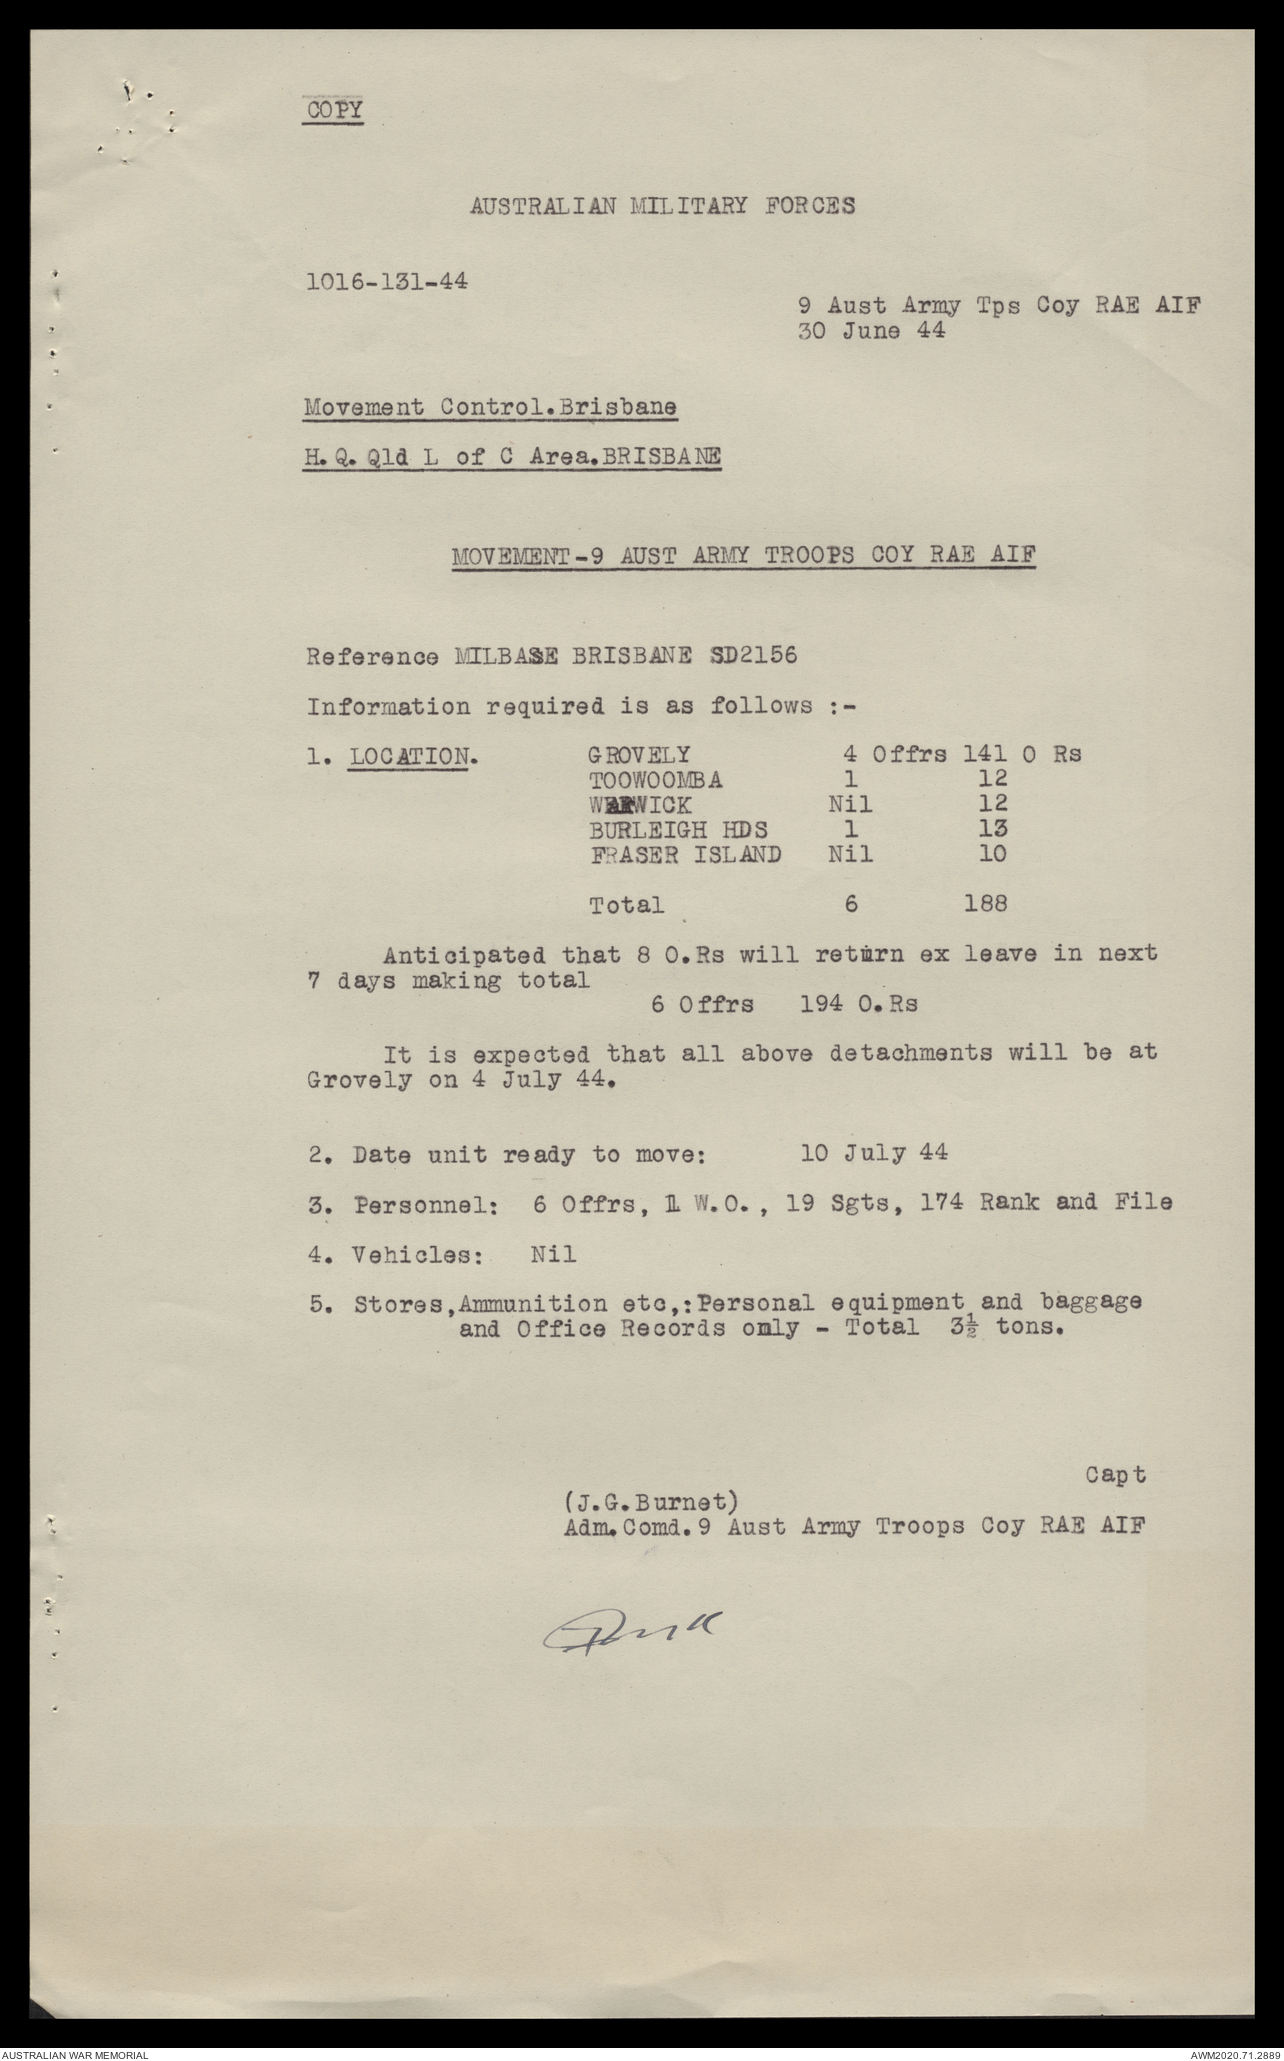 COPY
AUSTRALIAN MILITARY FORCES
1016-131-44
9 Aust Army Tps Coy RAE AIF
30 June 44
Movement Control.Brisbane
H.Q.Qld L of C Area.BRISBANE
MOVEMENT-9 AUST ARMY TROOPS COY RAE AIF
Reference MILBASE BRISBANE SD2156
Information required is as follows :-
1. LOCATION. GROVELY 4 Offrs 141 O Rs
TOOWOOMBA 1 12
WARWICK Nil 12
BURLEIGH HDS 1 13
FRASER ISLAND Nil 10
Total 6 188
Anticipated that 8 O.Rs will return ex leave in next
7 days making total
6 Offrs 194 O.Rs
It is expected that all above detachments will be at
Grovely on 4 July 44.
2. Date unit ready to move: 10 July 44
3. Personnel: 6 Offrs, 1 W.O., 19 Sgts, 174 Rank and File
4. Vehicles: Nil
5. Stores,Ammunition etc,:Personal equipment and baggage
and Office Records only - Total 3½ tons.
Capt
(J.G.Burnet)
Adm.Comd.9 Aust Army Troops Coy RAE AIF
AUSTRALIAN WAR MEMORIAL
AWM2020.71.2889